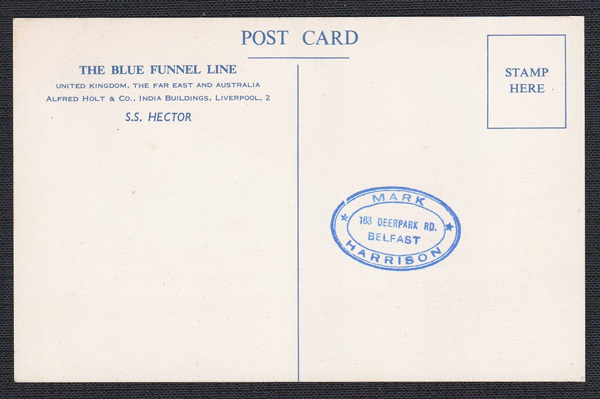 POST CARD
THE BLUE FUNNEL LINE
UNITED KINGDOM, THE FAR EAST AND AUSTRALIA
ALFRED HOLT & CO., INDIA BUILDINGS, LIVERPOOL, 2
S.S. HECTOR
STAMP
HERE
MARK
163 DEERPARK RD.
BELFAST
HARRISON